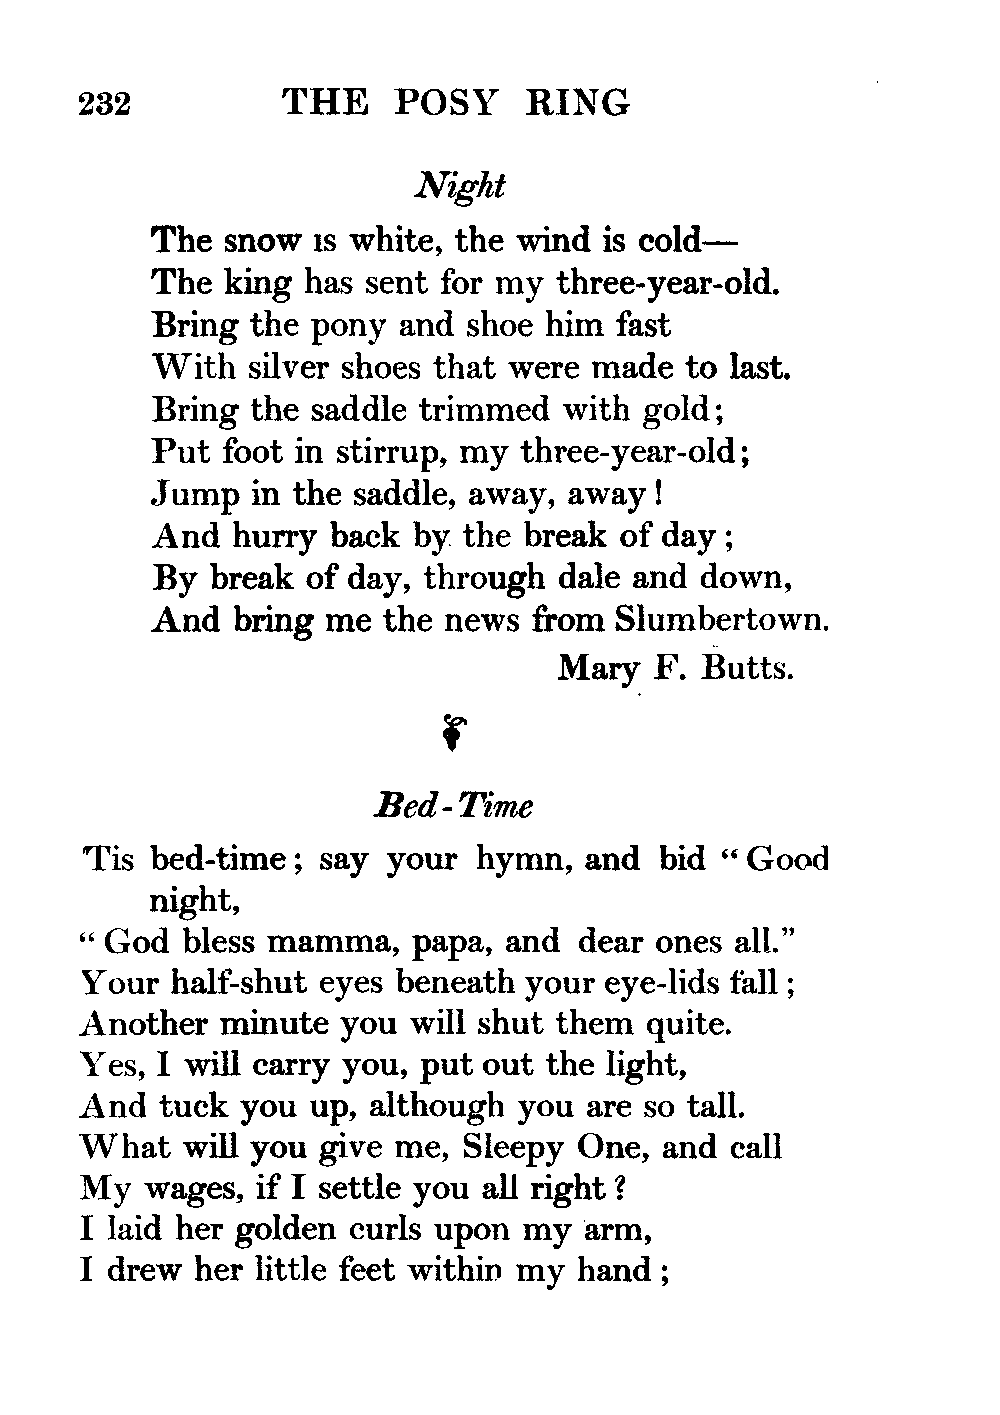 232 THE POSY RING
Night
The snow is white, the wind is cold—
The king has sent for my three-year-old.
Bring the pony and shoe him fast
With silver shoes that were made to last.
Bring the saddle trimmed with gold;
Put foot in stirrup, my three-year-old;
Jump in the saddle, away, away!
And hurry back by the break of day;
By break of day, through dale and down,
And bring me the news from Slumbertown.
Mary F. Butts.
Bed-Time
'Tis bed-time; say your hymn, and bid "Good
night,
"God bless mamma, papa, and dear ones all."
Your half-shut eyes beneath your eye-lids fall;
Another minute you will shut them quite.
Yes, I will carry you, put out the light,
And tuck you up, although you are so tall.
What will you give me, Sleepy One, and call
My wages, if I settle you all right?
I laid her golden curls upon my arm,
I drew her little feet within my hand;